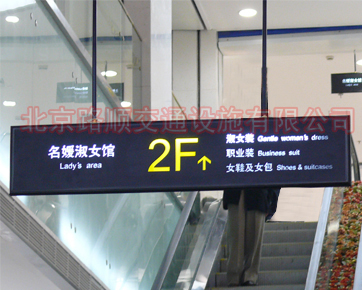 北京路顺交通设施有限公司
名媛淑女馆
Lady's area
2F
淑女装 Gentle woman's dress
职业装 Business suit
女鞋及女包 Shoes & suitcases